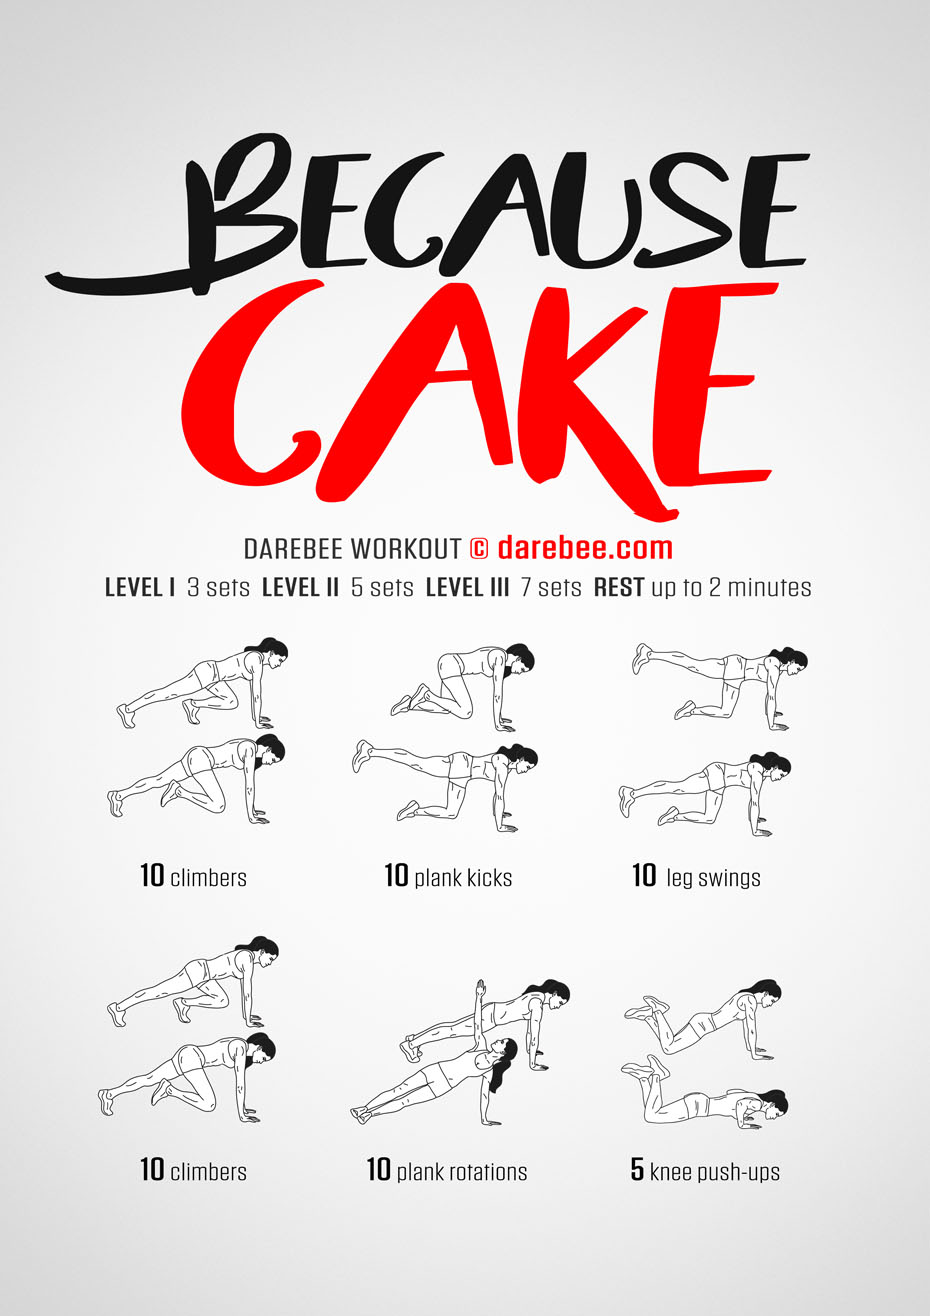 BECAUSE
CAKE
DAREBEE WORKOUT © darebee.com
LEVEL I 3 sets LEVEL II 5 sets LEVEL III 7 sets REST up to 2 minutes
10 climbers
10 plank kicks
10 leg swings
10 climbers
10 plank rotations
5 knee push-ups